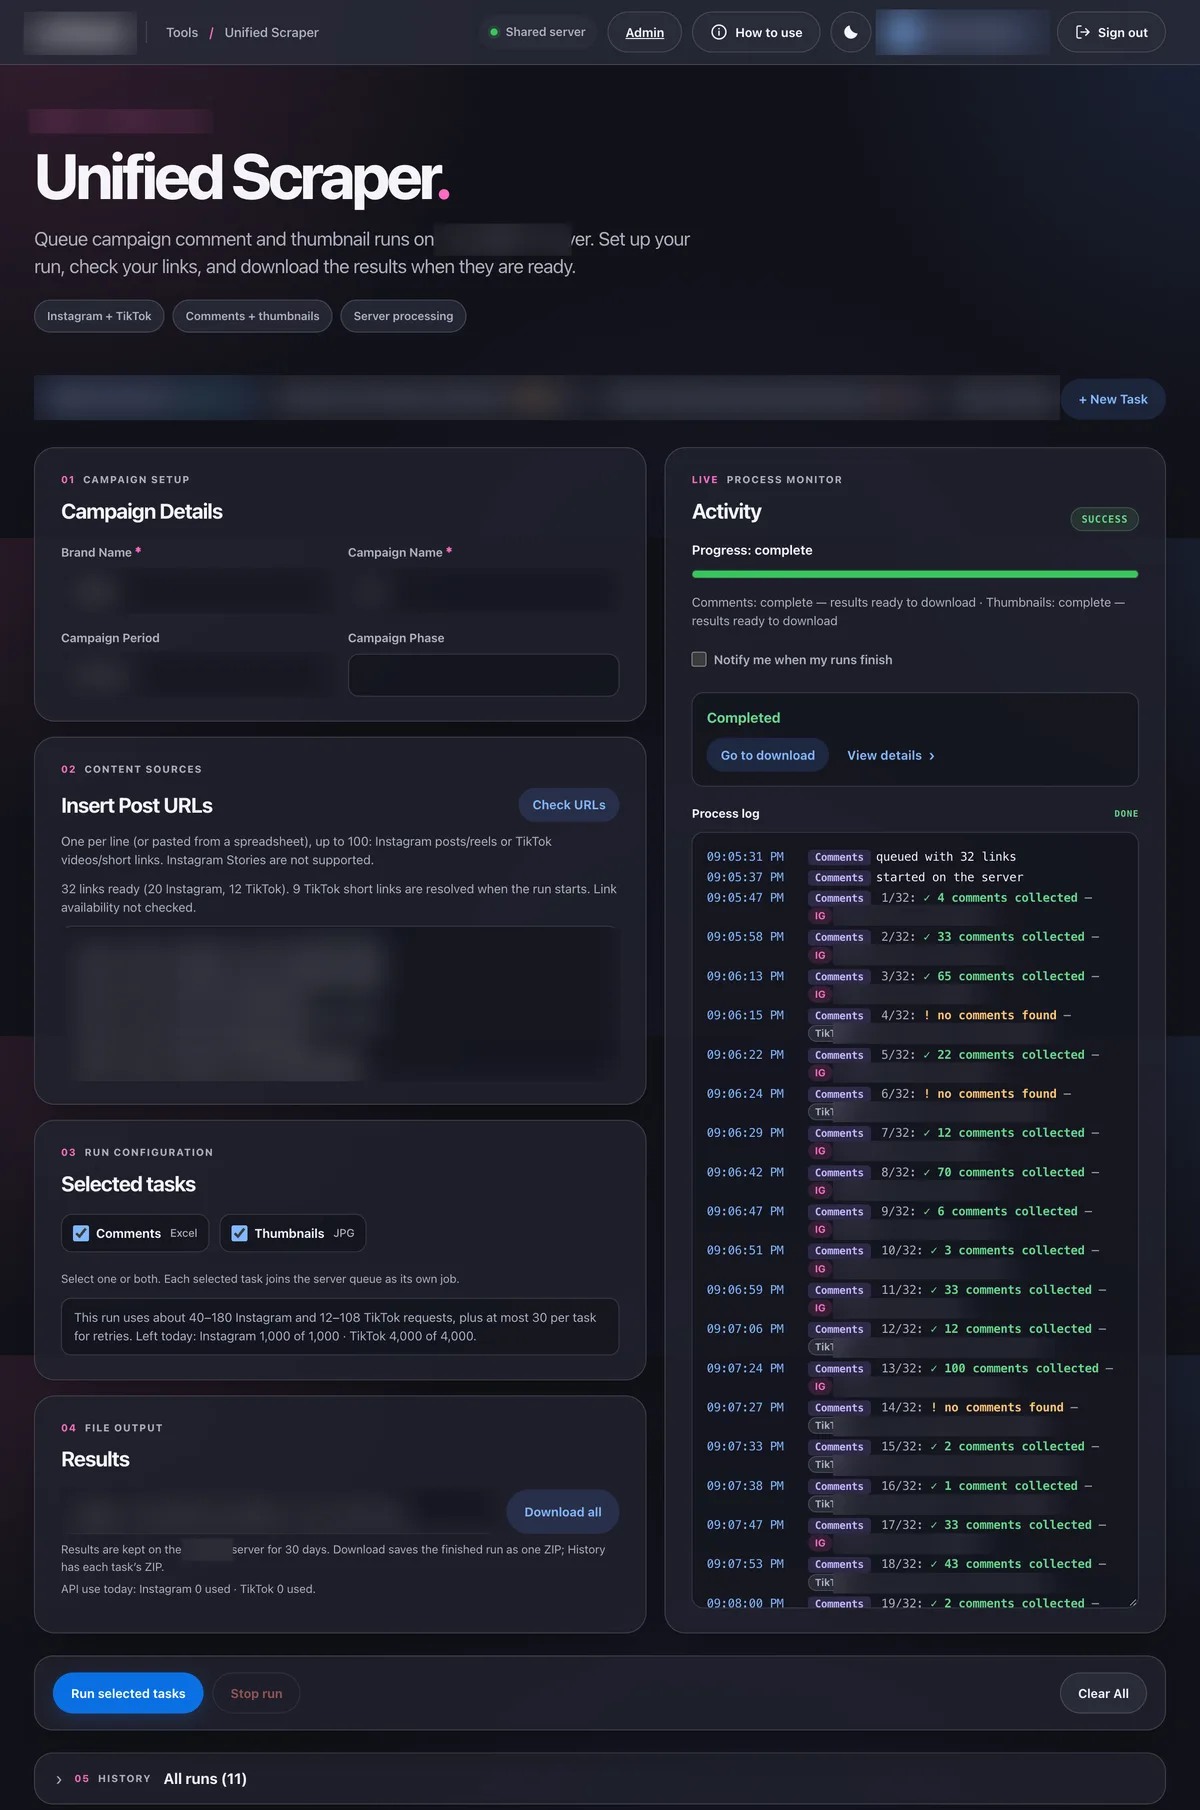 Tools / Unified Scraper
Shared server
Admin
How to use
Sign out
Unified Scraper.
Queue campaign comment and thumbnail runs on
er. Set up your
run, check your links, and download the results when they are ready.
Instagram + TikTok
Comments + thumbnails
Server processing
+ New Task
01 CAMPAIGN SETUP
Campaign Details
Brand Name *
Campaign Name *
Campaign Period
Campaign Phase
02 CONTENT SOURCES
Insert Post URLs
Check URLs
One per line (or pasted from a spreadsheet), up to 100: Instagram posts/reels or TikTok
videos/short links. Instagram Stories are not supported.
32 links ready (20 Instagram, 12 TikTok). 9 TikTok short links are resolved when the run starts. Link
availability not checked.
03 RUN CONFIGURATION
Selected tasks
Comments Excel
Thumbnails JPG
Select one or both. Each selected task joins the server queue as its own job.
This run uses about 40–180 Instagram and 12–108 TikTok requests, plus at most 30 per task
for retries. Left today: Instagram 1,000 of 1,000 · TikTok 4,000 of 4,000.
04 FILE OUTPUT
Results
Download all
Results are kept on the
server for 30 days. Download saves the finished run as one ZIP; History
has each task's ZIP.
API use today: Instagram 0 used · TikTok 0 used.
LIVE PROCESS MONITOR
Activity
SUCCESS
Progress: complete
Comments: complete — results ready to download · Thumbnails: complete —
results ready to download
Notify me when my runs finish
Completed
Go to download
View details ›
Process log
DONE
09:05:31 PM Comments queued with 32 links
09:05:37 PM Comments started on the server
09:05:47 PM Comments 1/32: ✓ 4 comments collected —
IG
09:05:58 PM Comments 2/32: ✓ 33 comments collected —
IG
09:06:13 PM Comments 3/32: ✓ 65 comments collected —
IG
09:06:15 PM Comments 4/32: ! no comments found —
TikT
09:06:22 PM Comments 5/32: ✓ 22 comments collected —
IG
09:06:24 PM Comments 6/32: ! no comments found —
TikT
09:06:29 PM Comments 7/32: ✓ 12 comments collected —
IG
09:06:42 PM Comments 8/32: ✓ 70 comments collected —
IG
09:06:47 PM Comments 9/32: ✓ 6 comments collected —
IG
09:06:51 PM Comments 10/32: ✓ 3 comments collected —
IG
09:06:59 PM Comments 11/32: ✓ 33 comments collected —
IG
09:07:06 PM Comments 12/32: ✓ 12 comments collected —
TikT
09:07:24 PM Comments 13/32: ✓ 100 comments collected —
IG
09:07:27 PM Comments 14/32: ! no comments found —
TikT
09:07:33 PM Comments 15/32: ✓ 2 comments collected —
TikT
09:07:38 PM Comments 16/32: ✓ 1 comment collected —
TikT
09:07:47 PM Comments 17/32: ✓ 33 comments collected —
IG
09:07:53 PM Comments 18/32: ✓ 43 comments collected —
TikT
09:08:00 PM Comments 19/32: ✓ 2 comments collected —
Run selected tasks
Stop run
Clear All
› 05 HISTORY All runs (11)